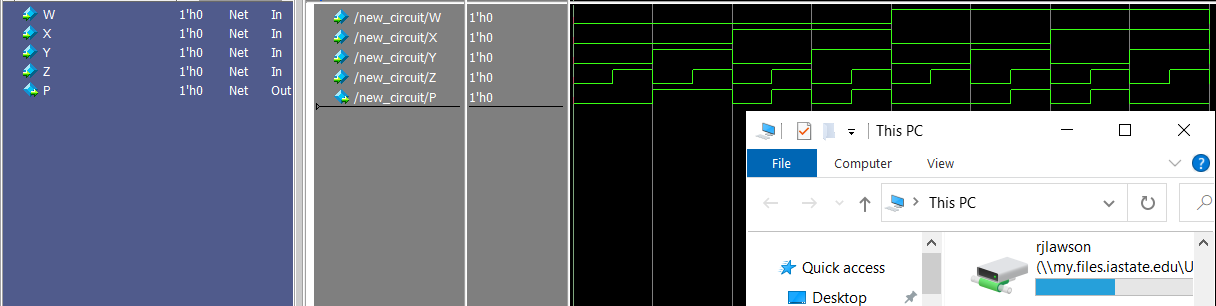 W 1'h0 Net In
X 1'h0 Net In
Y 1'h0 Net In
Z 1'h0 Net In
P 1'h0 Net Out
/new_circuit/W 1'h0
/new_circuit/X 1'h0
/new_circuit/Y 1'h0
/new_circuit/Z 1'h0
/new_circuit/P 1'h0
This PC
File Computer View
This PC
Quick access
Desktop
rjlawson
(\\my.files.iastate.edu\U